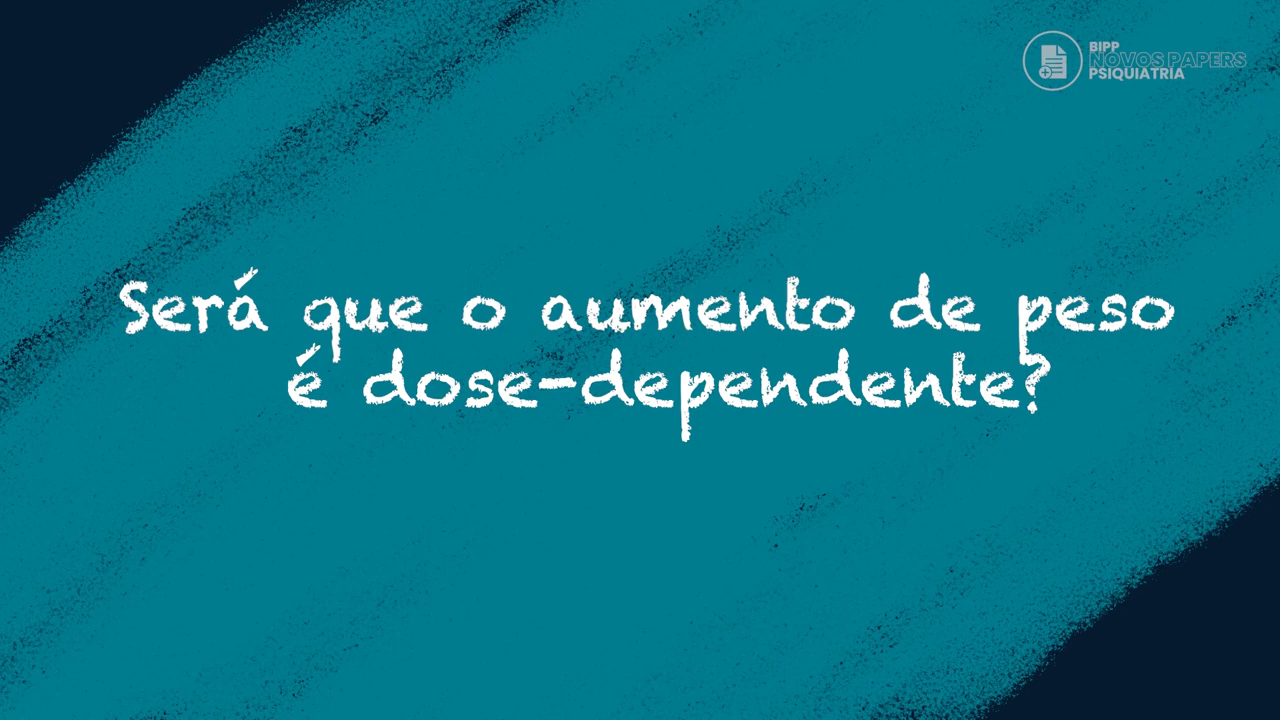 BIPP
NOVOS PAPERS
PSIQUIATRIA
Será que o aumento de peso
é dose-dependente?